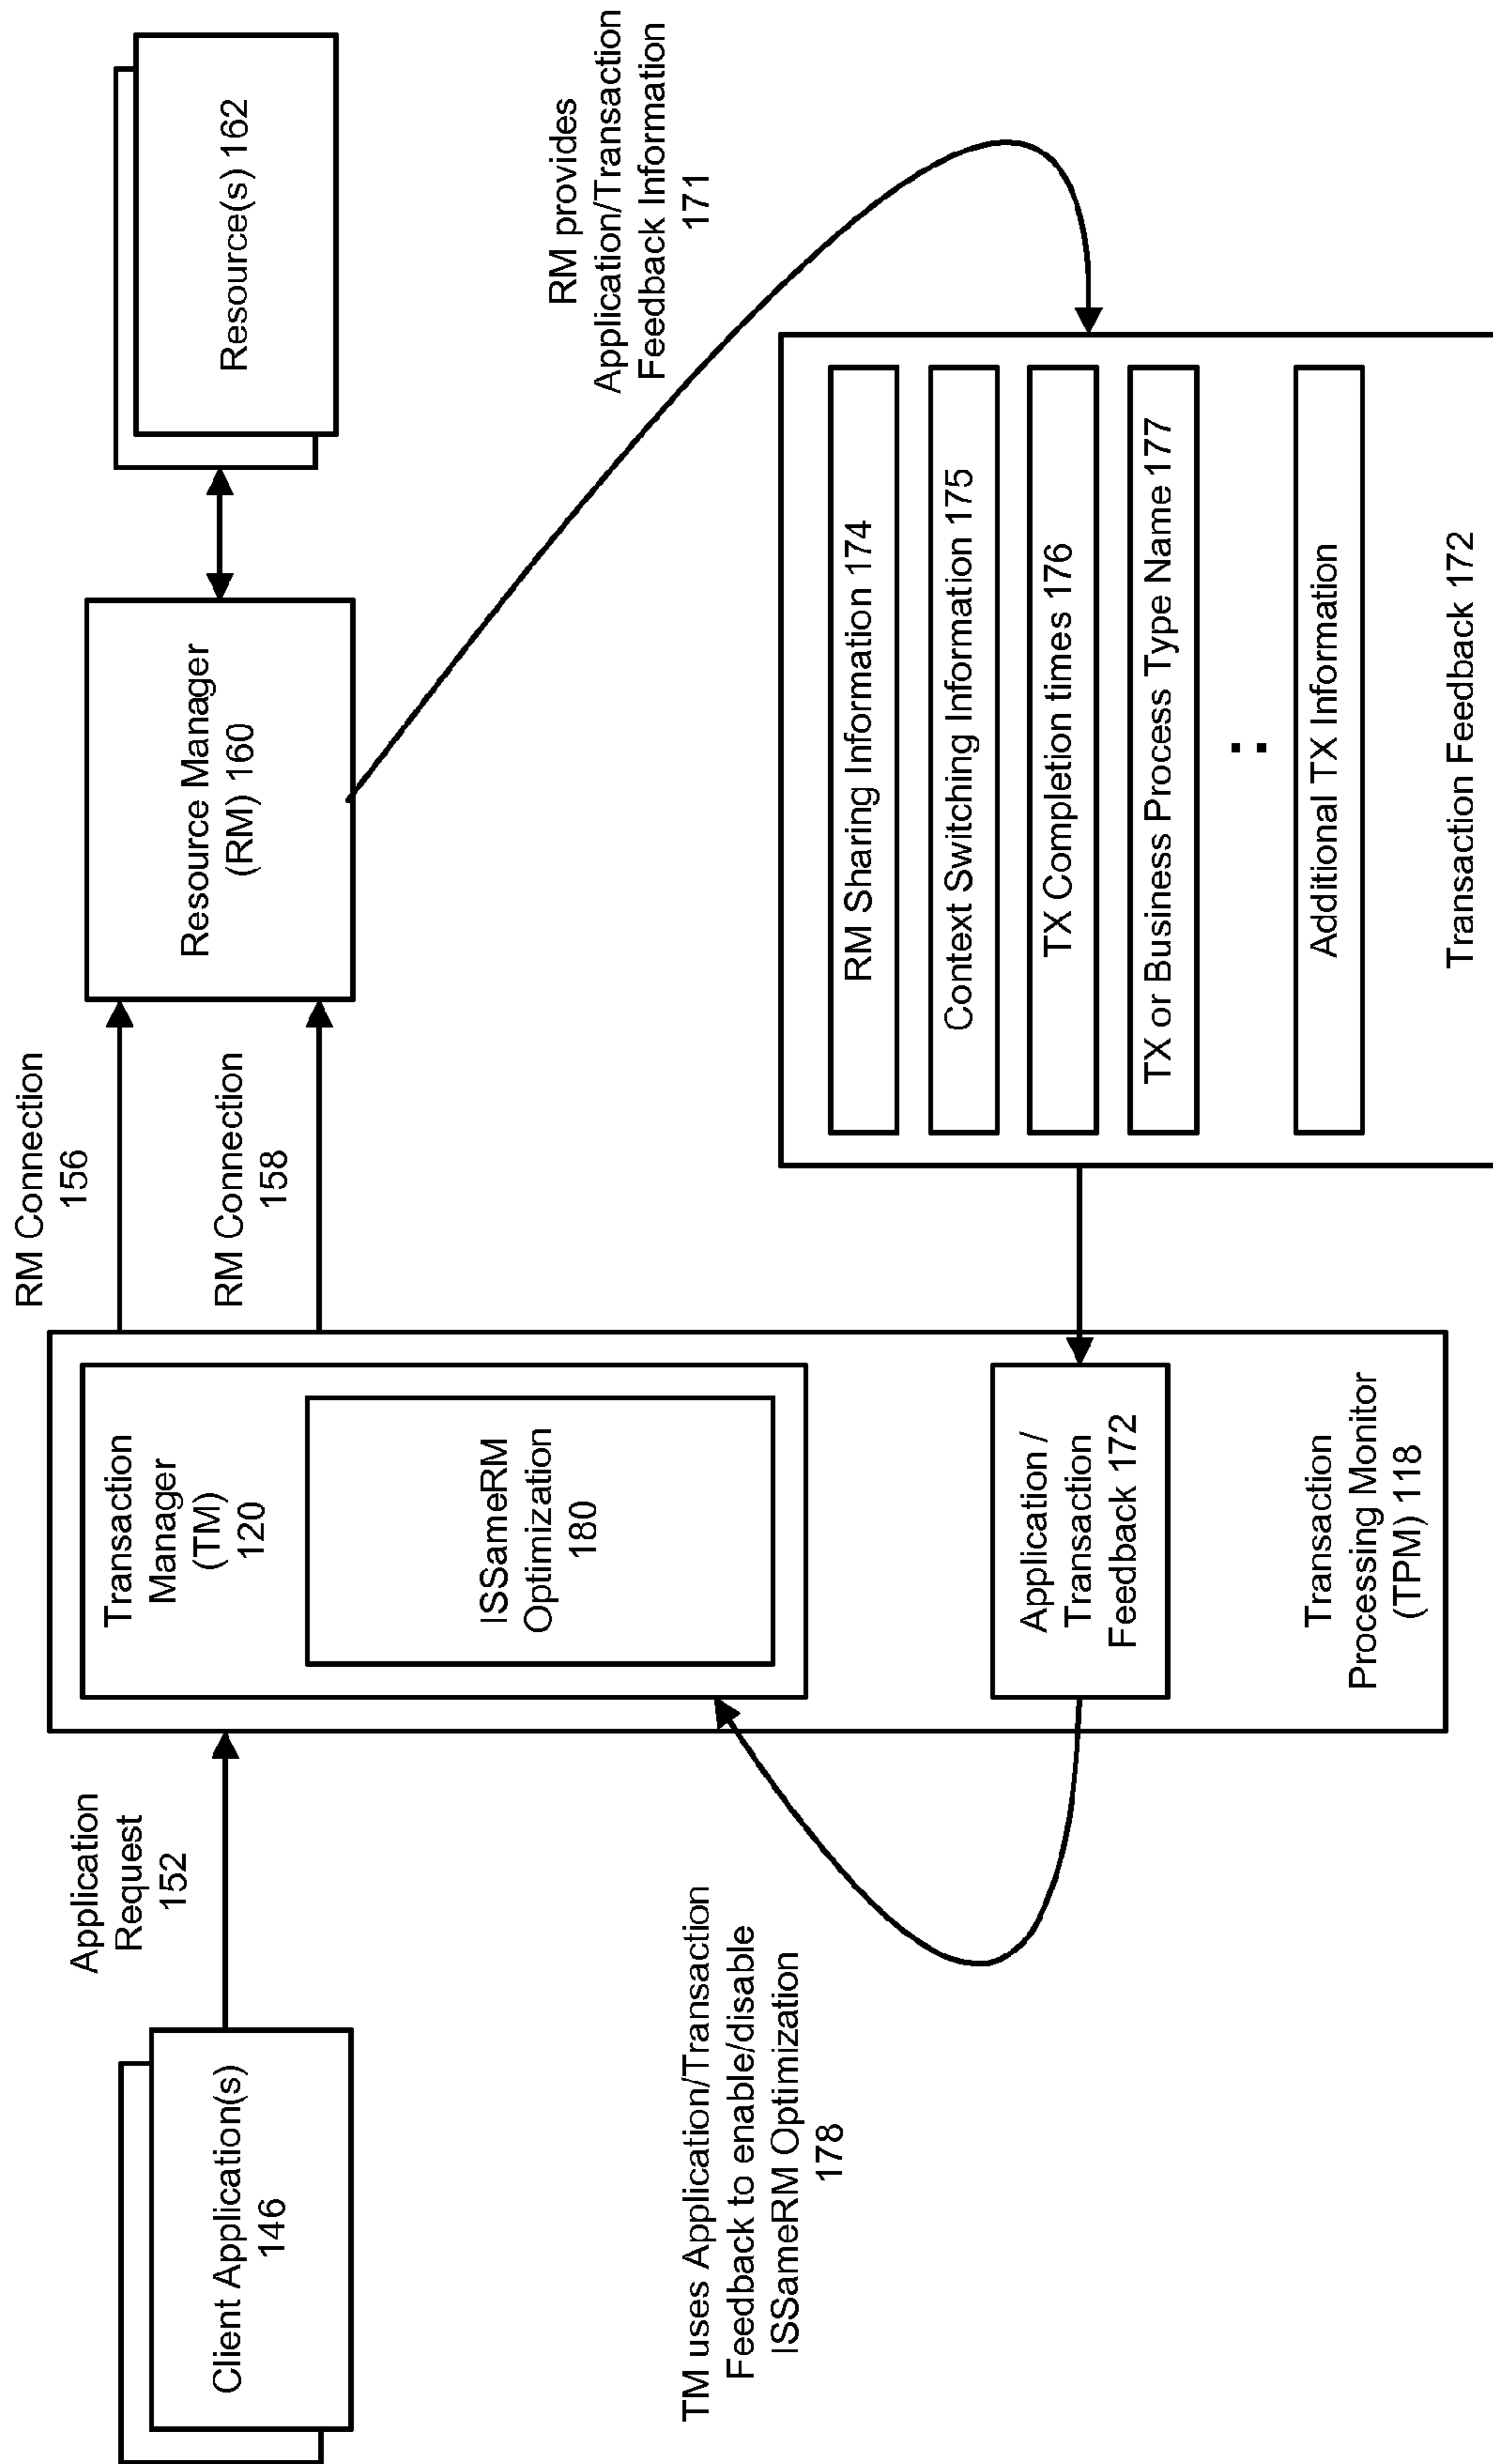 Client Application(s)
146
Application
Request
152
Transaction
Manager
(TM)
120
ISSameRM
Optimization
180
Application /
Transaction
Feedback 172
Transaction
Processing Monitor
(TPM) 118
TM uses Application/Transaction
Feedback to enable/disable
ISSameRM Optimization
178
RM Connection
156
RM Connection
158
Resource Manager
(RM) 160
Resource(s) 162
RM provides
Application/Transaction
Feedback Information
171
RM Sharing Information 174
Context Switching Information 175
TX Completion times 176
TX or Business Process Type Name 177
Additional TX Information
Transaction Feedback 172